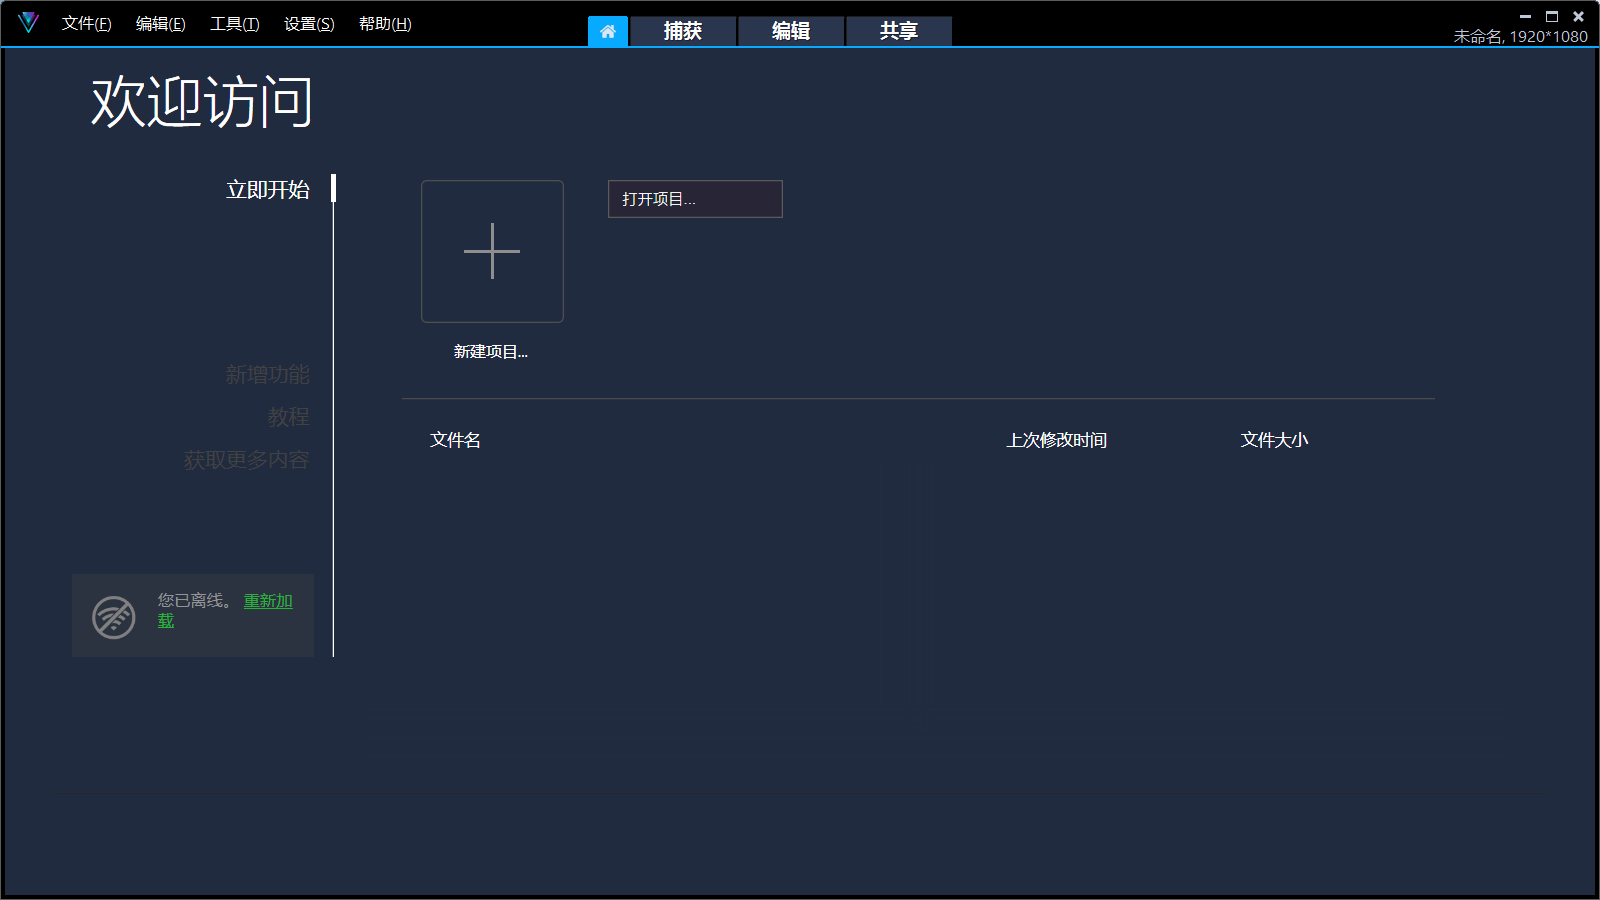 文件(F) 编辑(E) 工具(T) 设置(S) 帮助(H)
捕获 编辑 共享
未命名, 1920*1080
欢迎访问
立即开始
新增功能
教程
获取更多内容
您已离线。 重新加
载
打开项目...
新建项目...
文件名 上次修改时间 文件大小